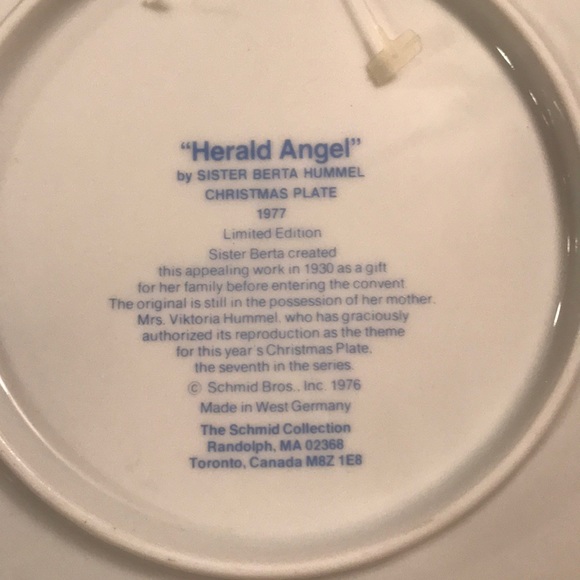 “Herald Angel”
by SISTER BERTA HUMMEL
CHRISTMAS PLATE
1977
Limited Edition
Sister Berta created
this appealing work in 1930 as a gift
for her family before entering the convent
The original is still in the possession of her mother.
Mrs. Viktoria Hummel, who has graciously
authorized its reproduction as the theme
for this year's Christmas Plate,
the seventh in the series.
© Schmid Bros., Inc. 1976
Made in West Germany
The Schmid Collection
Randolph, MA 02368
Toronto, Canada M8Z 1E8